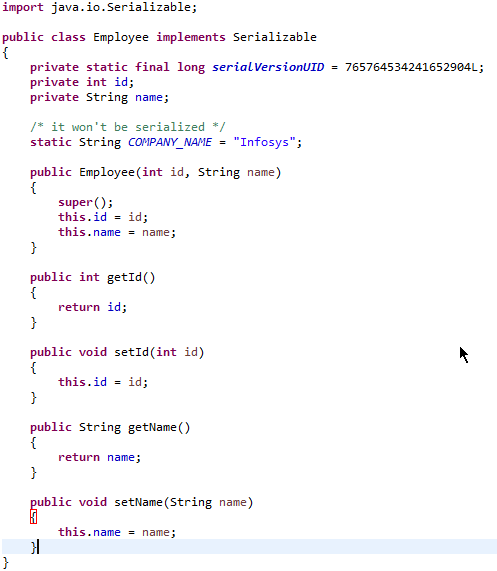 import java.io.Serializable;
public class Employee implements Serializable
{
private static final long serialVersionUID = 765764534241652904L;
private int id;
private String name;
/* it won't be serialized */
static String COMPANY_NAME = "Infosys";
public Employee(int id, String name)
{
super();
this.id = id;
this.name = name;
}
public int getId()
{
return id;
}
public void setId(int id)
{
this.id = id;
}
public String getName()
{
return name;
}
public void setName(String name)
{
this.name = name;
}
}